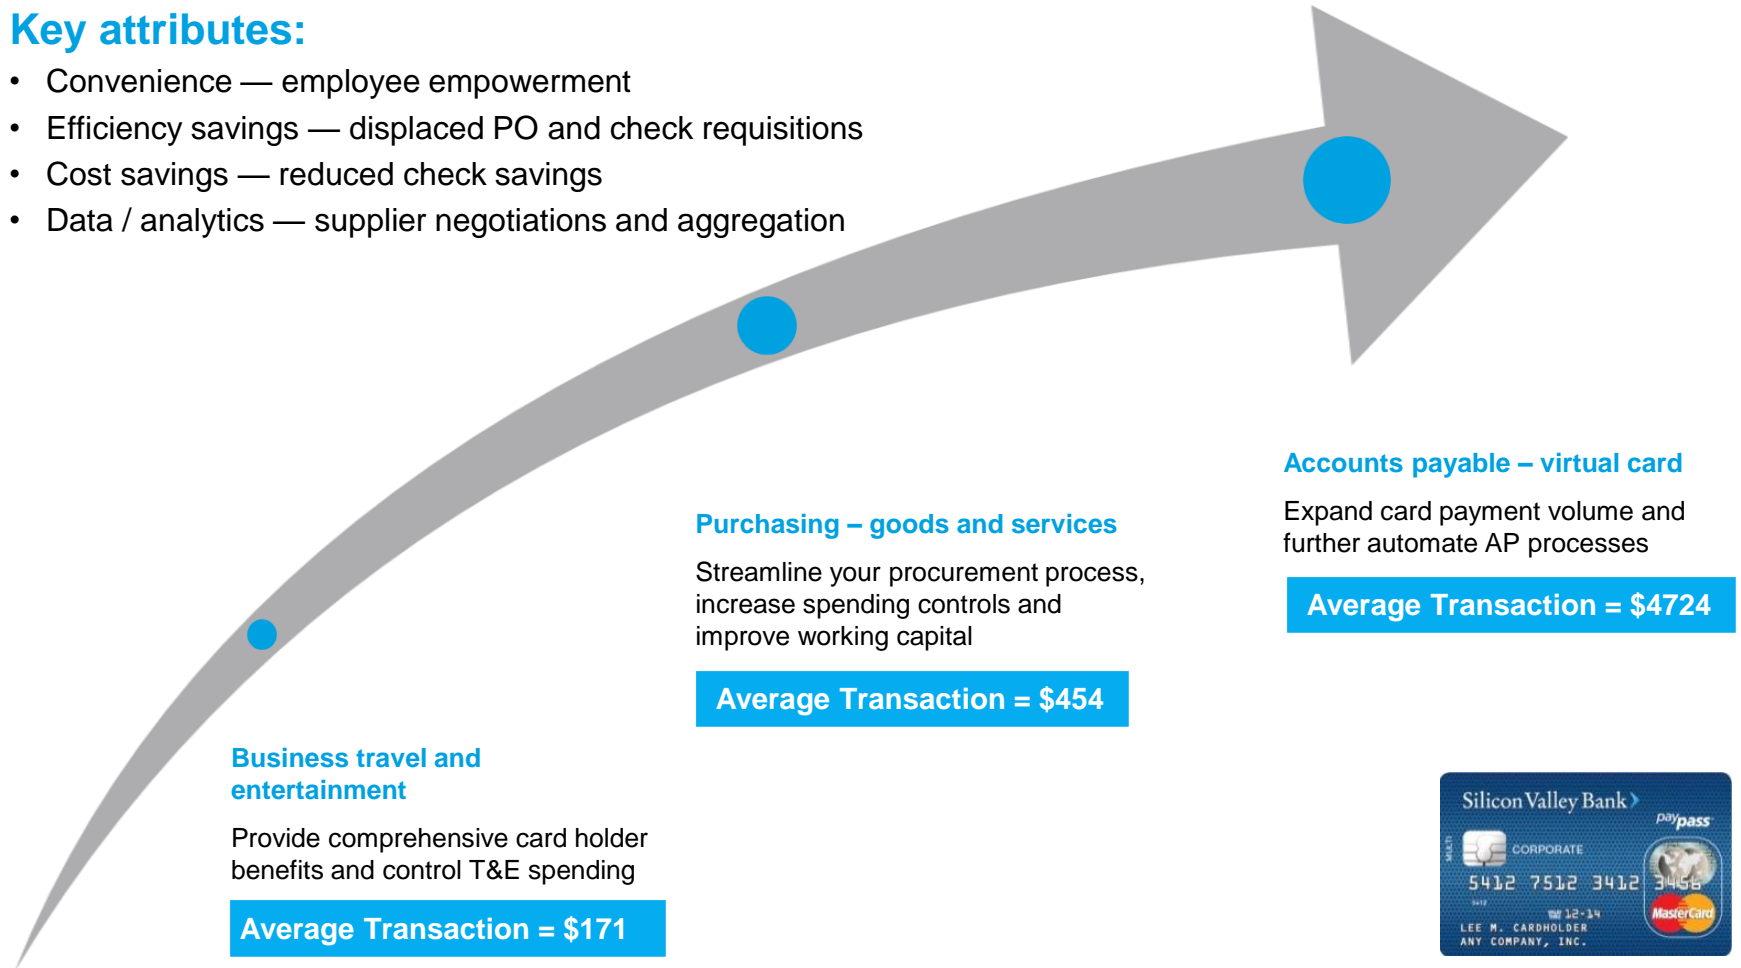 Key attributes:
• Convenience — employee empowerment
• Efficiency savings — displaced PO and check requisitions
• Cost savings — reduced check savings
• Data / analytics — supplier negotiations and aggregation
Accounts payable – virtual card
Expand card payment volume and
further automate AP processes
Average Transaction = $4724
Purchasing – goods and services
Streamline your procurement process,
increase spending controls and
improve working capital
Average Transaction = $454
Business travel and
entertainment
Provide comprehensive card holder
benefits and control T&E spending
Average Transaction = $171
Silicon Valley Bank
paypass
MULTI
CORPORATE
5412 7512 3412 3456
5412
12-14
MasterCard
LEE M. CARDHOLDER
ANY COMPANY, INC.